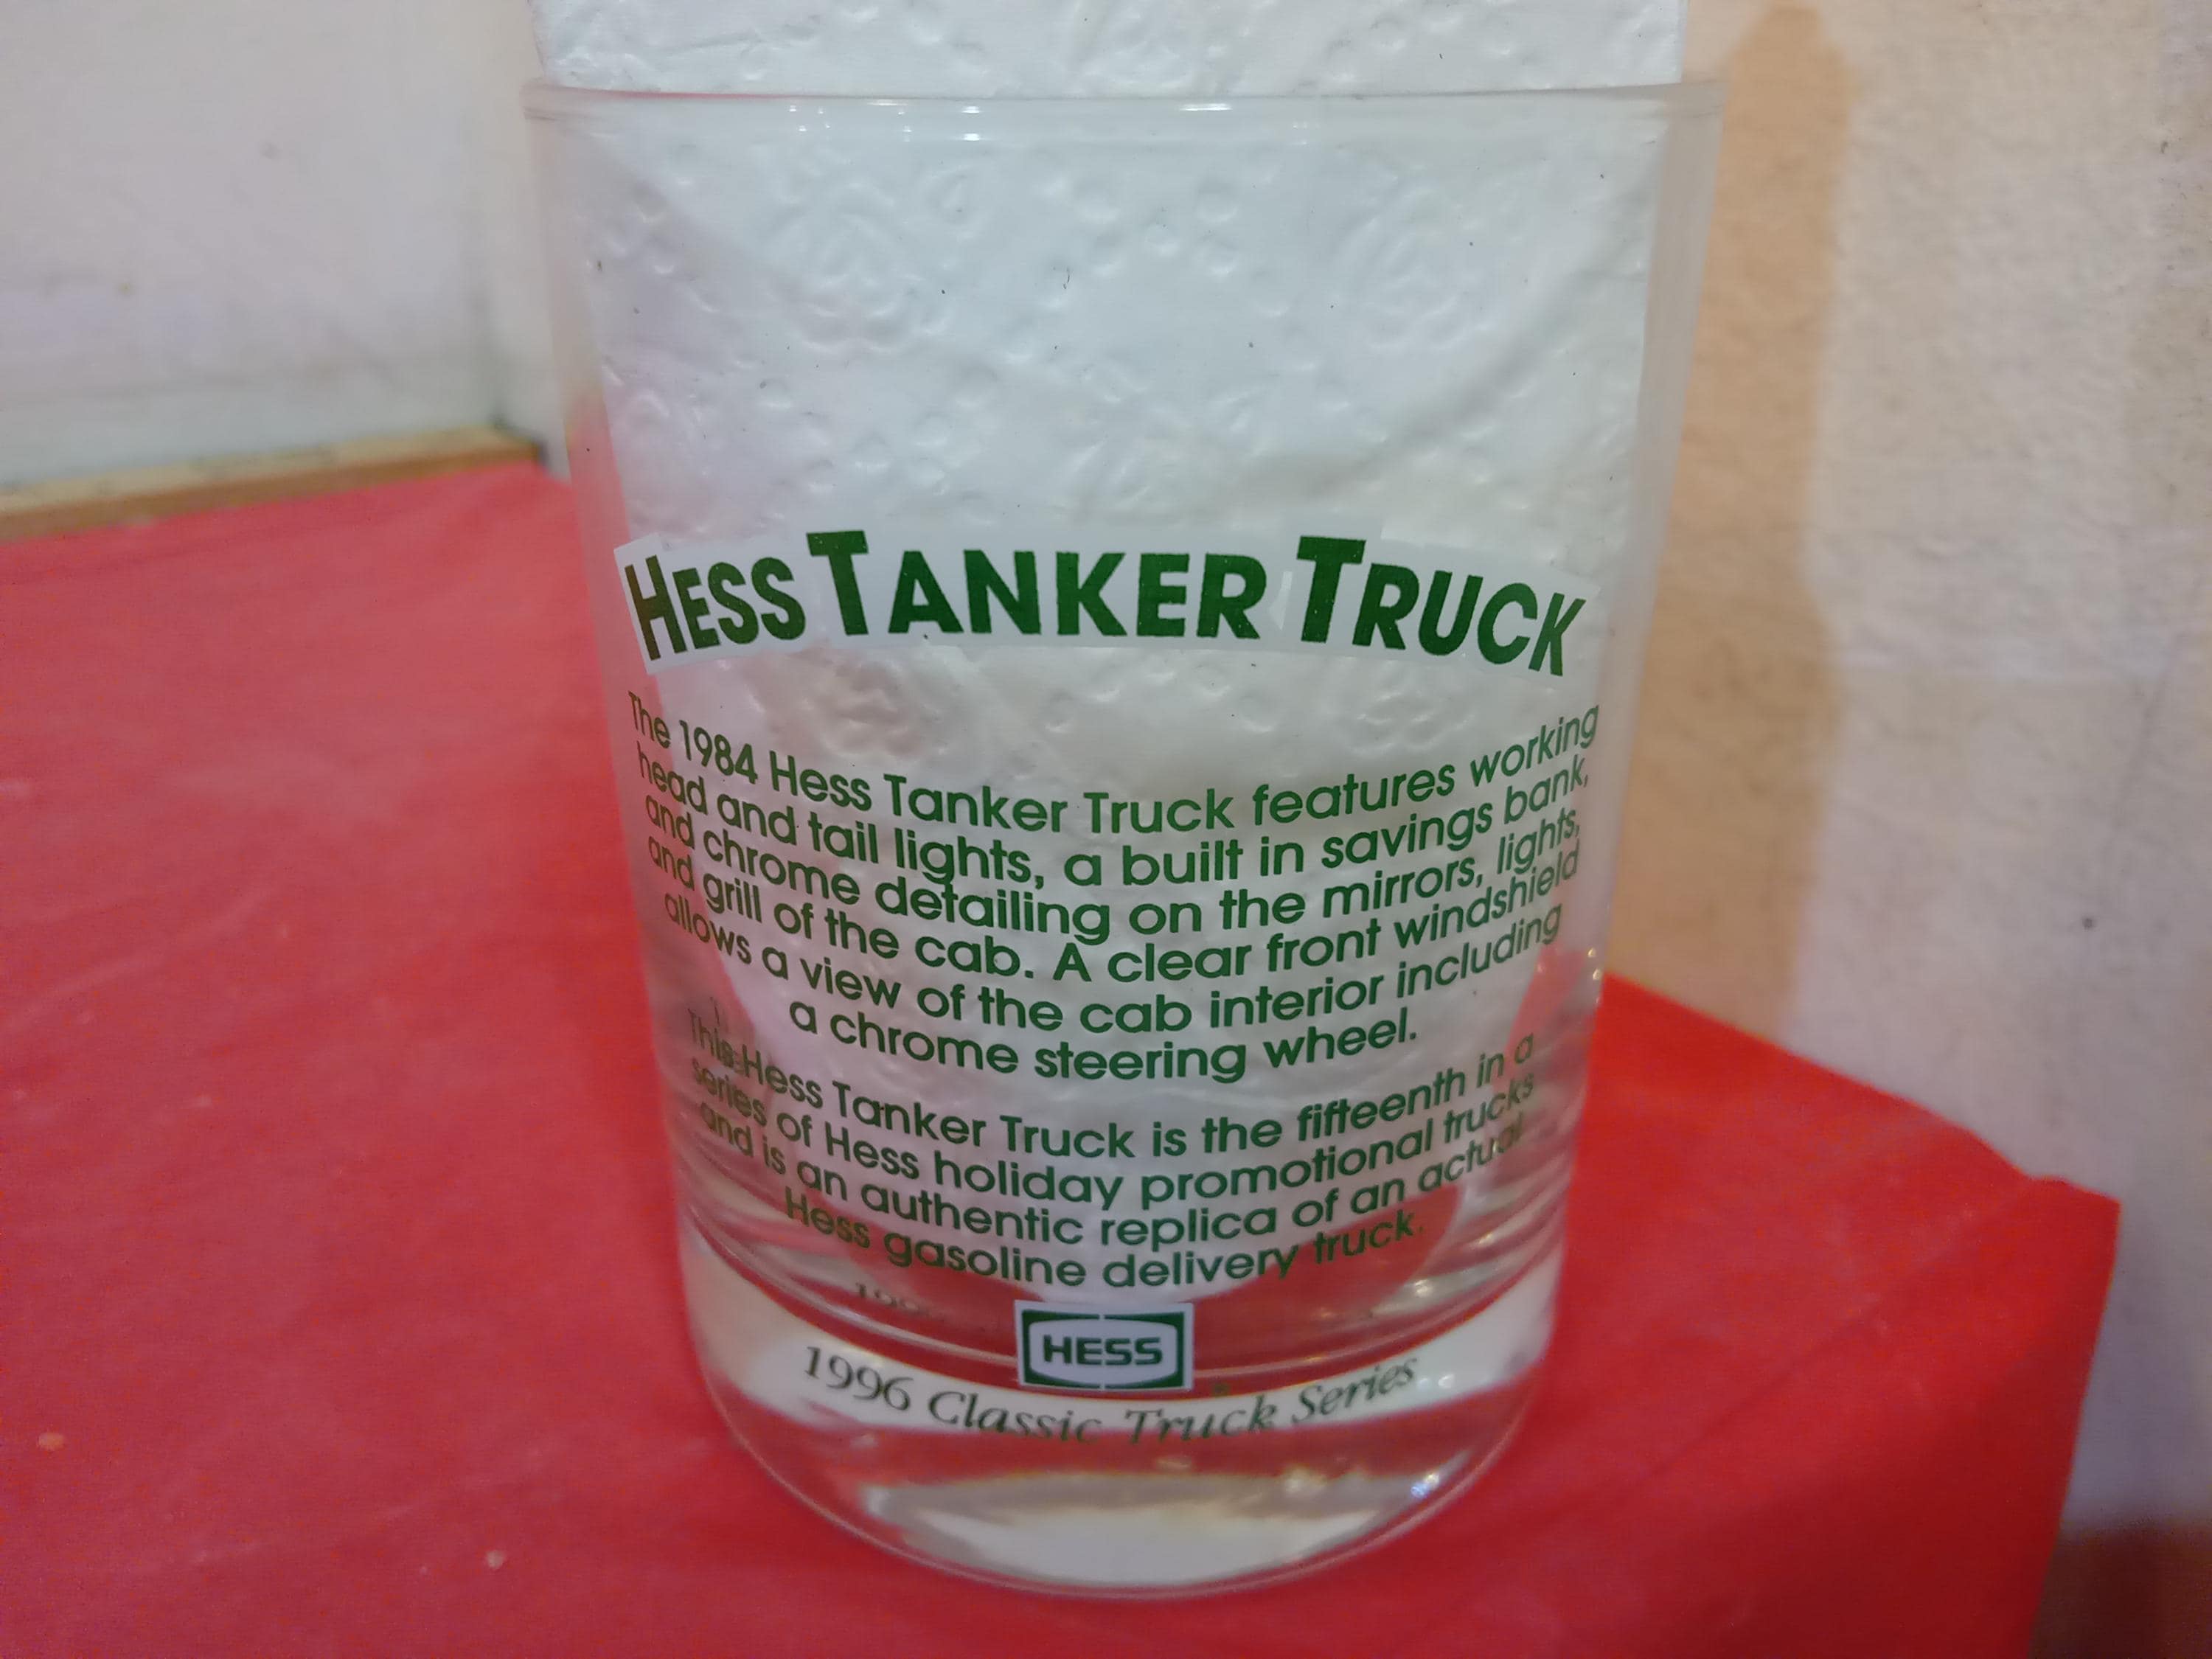 HESS TANKER TRUCK
The 1984 Hess Tanker Truck features working
head and tail lights, a built in savings bank,
and chrome detailing on the mirrors, lights,
and grill of the cab. A clear front windshield
allows a view of the cab interior including
a chrome steering wheel.
This Hess Tanker Truck is the fifteenth in a
series of Hess holiday promotional trucks
and is an authentic replica of an actual
Hess gasoline delivery truck.
HESS
1996 Classic Truck Series